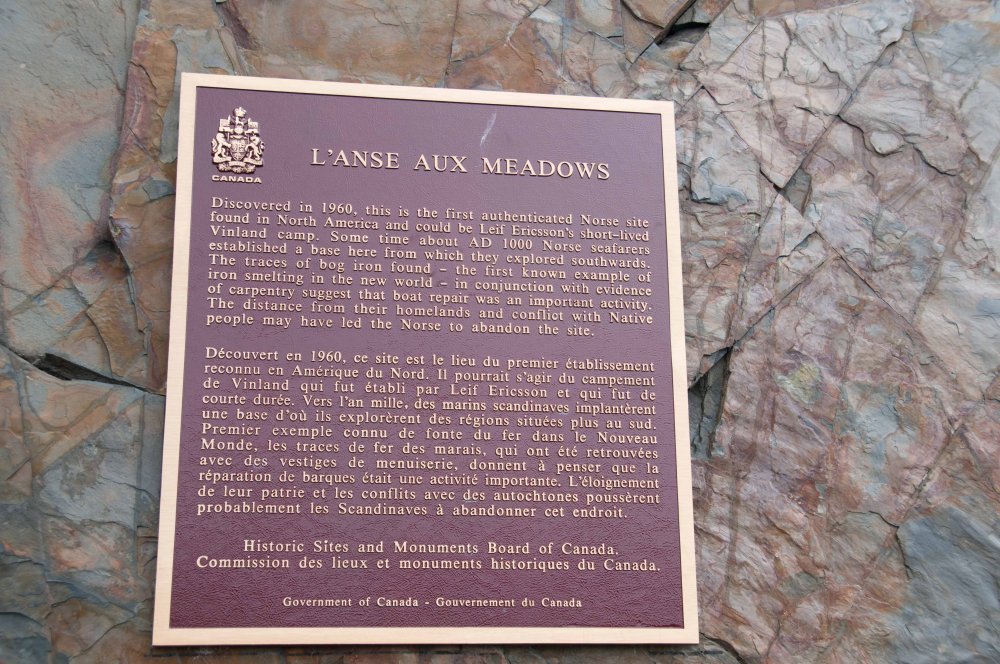 CANADA
L'ANSE AUX MEADOWS
Discovered in 1960, this is the first authenticated Norse site
found in North America and could be Leif Ericsson's short-lived
Vinland camp. Some time about AD 1000 Norse seafarers
established a base here from which they explored southwards.
The traces of bog iron found - the first known example of
iron smelting in the new world - in conjunction with evidence
of carpentry suggest that boat repair was an important activity.
The distance from their homelands and conflict with Native
people may have led the Norse to abandon the site.
Découvert en 1960, ce site est le lieu du premier établissement
reconnu en Amérique du Nord. Il pourrait s'agir du campement
de Vinland qui fut établi par Leif Ericsson et qui fut de
courte durée. Vers l'an mille, des marins scandinaves implantèrent
une base d'où ils explorèrent des régions situées plus au sud.
Premier exemple connu de fonte du fer dans le Nouveau
Monde, les traces de fer des marais, qui ont été retrouvées
avec des vestiges de menuiserie, donnent à penser que la
réparation de barques était une activité importante. L'éloignement
de leur patrie et les conflits avec des autochtones poussèrent
probablement les Scandinaves à abandonner cet endroit.
Historic Sites and Monuments Board of Canada.
Commission des lieux et monuments historiques du Canada.
Government of Canada - Gouvernement du Canada